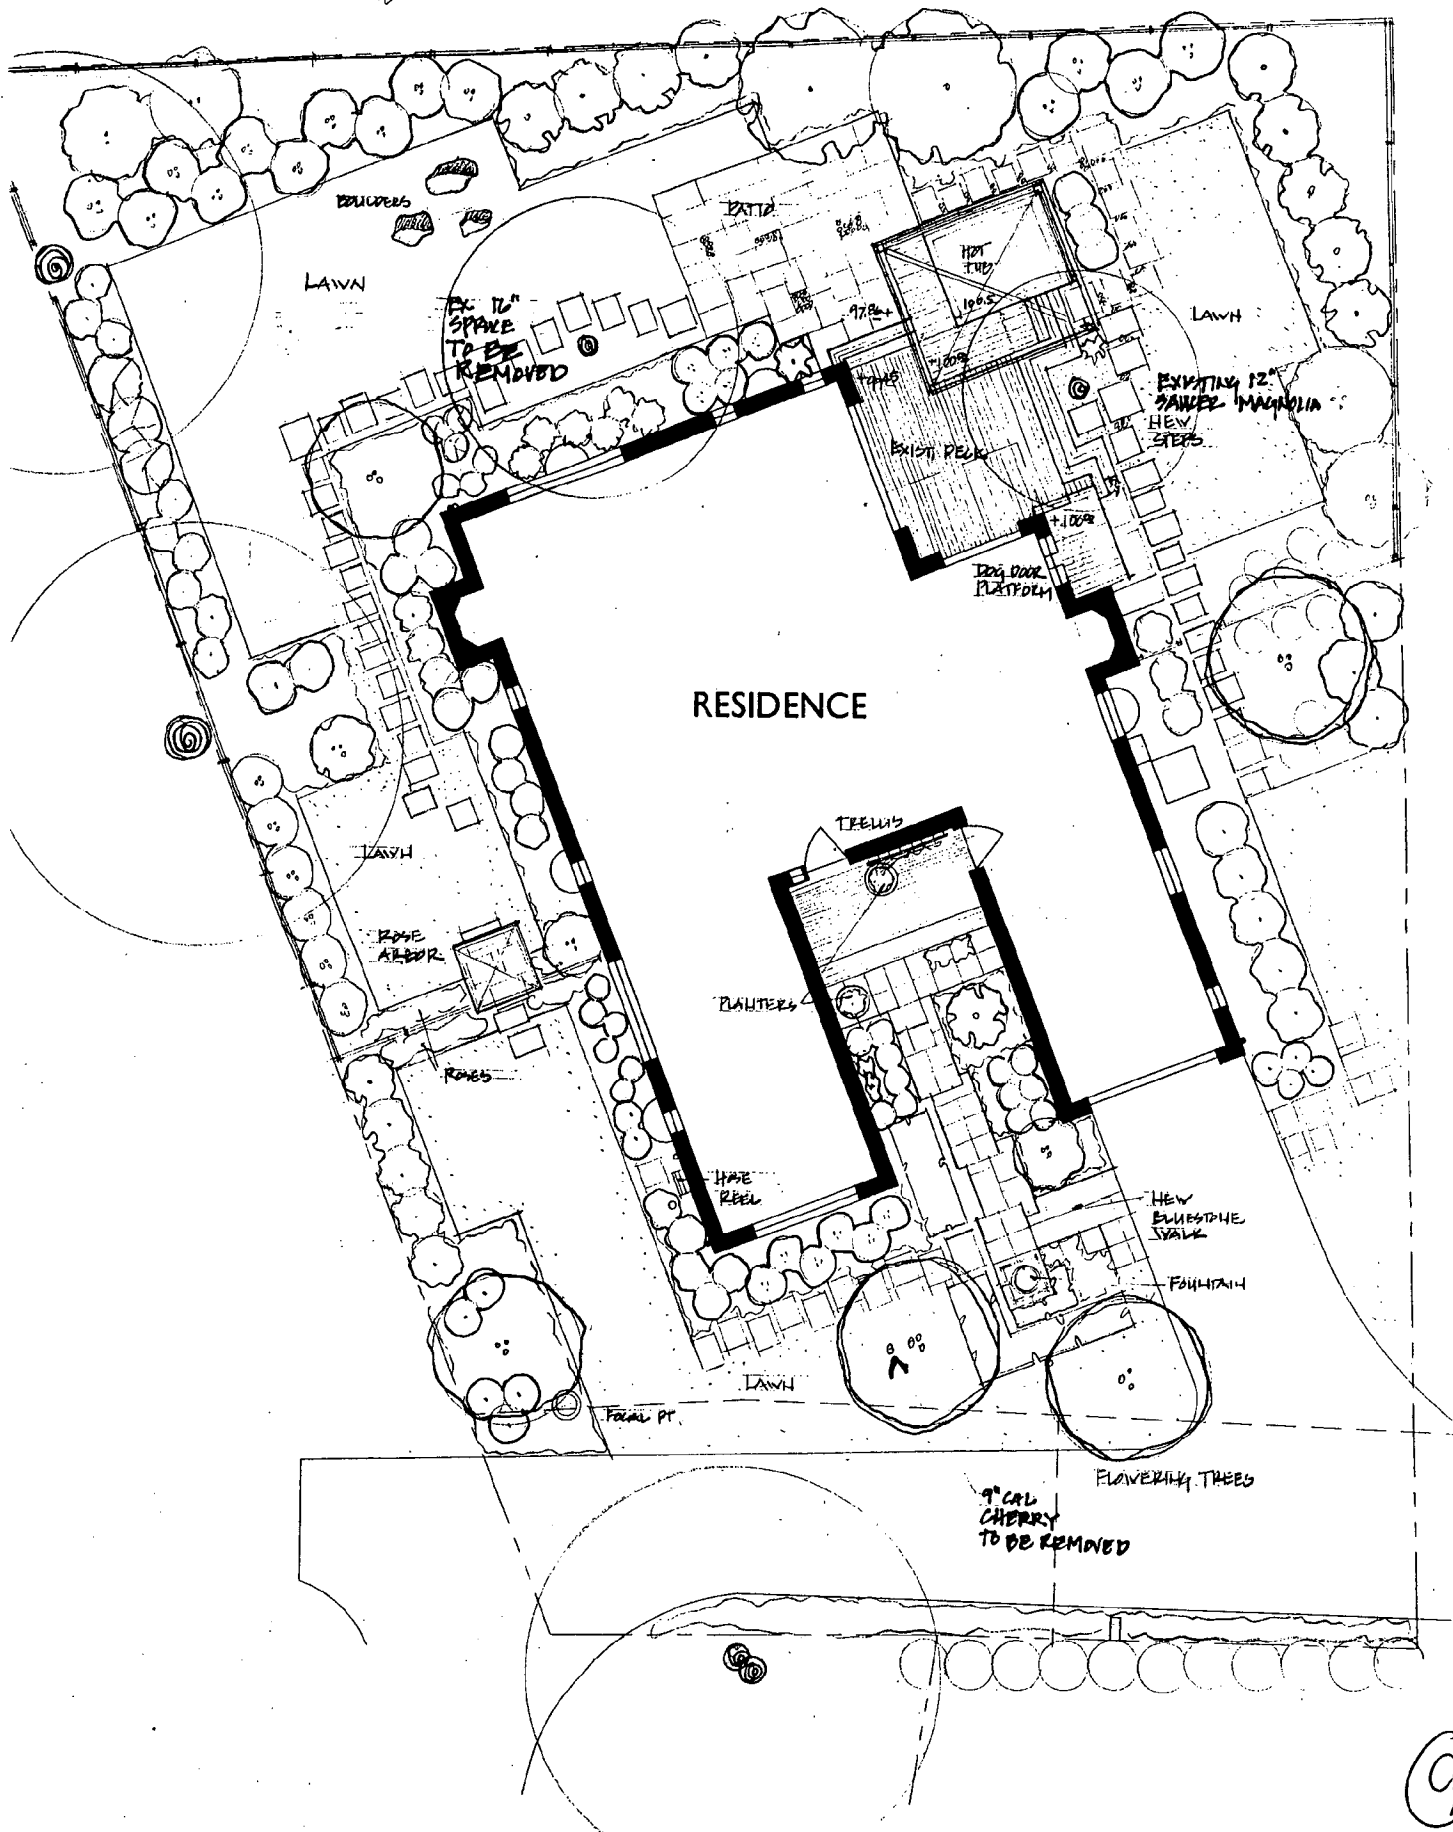 BOULDERS
PATIO
HOT
TUB
LAWN
106.5
EX. 16"
SPRUCE
TO BE
REMOVED
97.86+
LAWN
EXISTING 12"
SAUCER MAGNOLIA
NEW
STEPS
EXIST. DECK
DOG DOOR
PLATFORM
RESIDENCE
TRELLIS
LAWN
ROSE
ARBOR
PLANTERS
ROSES
HOSE
REEL
NEW
BLUESTONE
WALK
FOUNTAIN
LAWN
FOCAL PT.
FLOWERING TREES
9" CAL
CHERRY
TO BE REMOVED